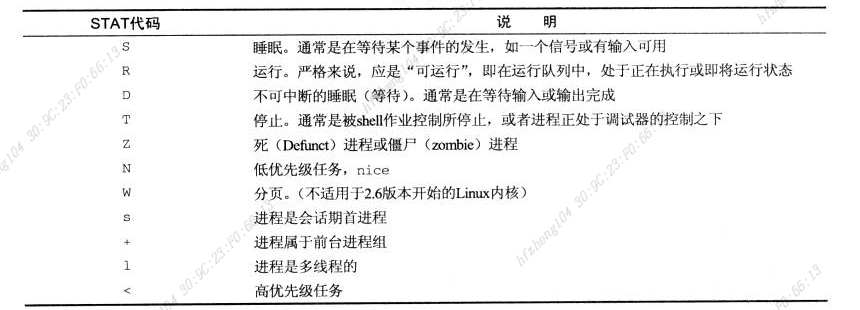 STAT代码 说 明
S 睡眠。通常是在等待某个事件的发生，如一个信号或有输入可用
R 运行。严格来说，应是“可运行”，即在运行队列中，处于正在执行或即将运行状态
D 不可中断的睡眠（等待）。通常是在等待输入或输出完成
T 停止。通常是被shell作业控制所停止，或者进程正处于调试器的控制之下
Z 死（Defunct）进程或僵尸（zombie）进程
N 低优先级任务，nice
W 分页。（不适用于2.6版本开始的Linux内核）
s 进程是会话期首进程
+ 进程属于前台进程组
l 进程是多线程的
< 高优先级任务
hfzheng104 30:9C:23:F0:66:13